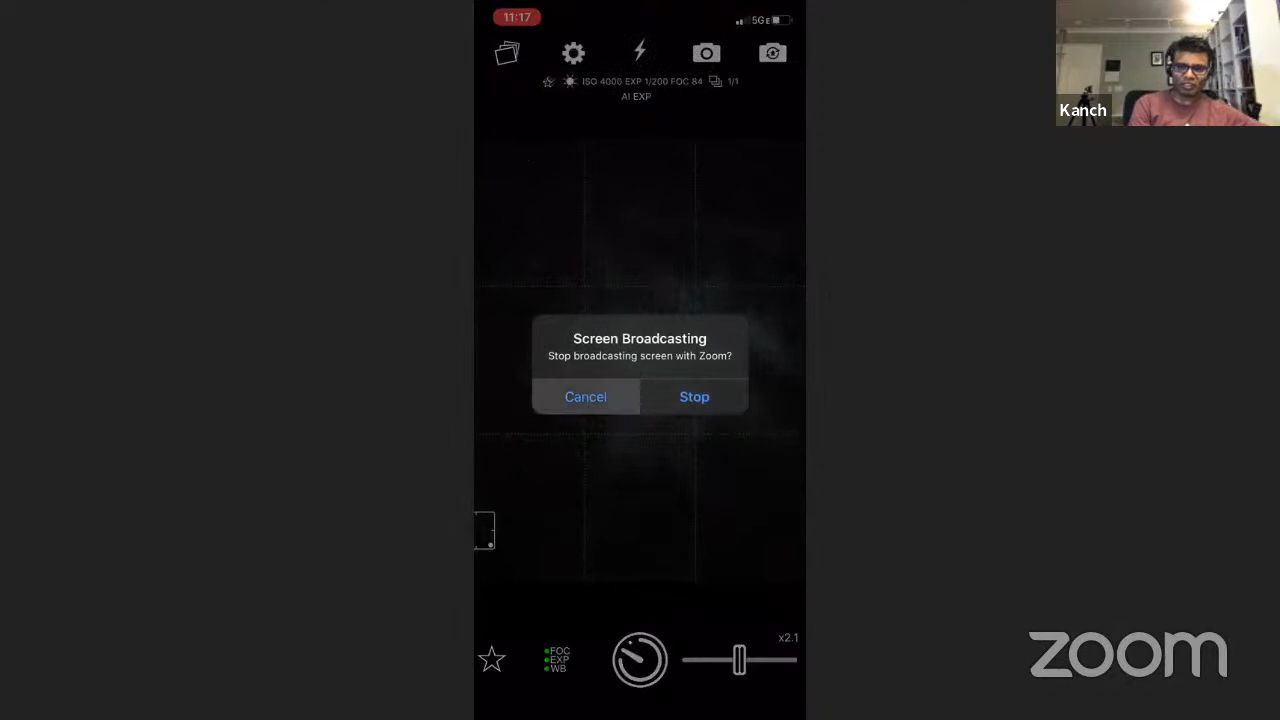 11:17
5GE
ISO 4000 EXP 1/200 FOC 84 1/1
AI EXP
Kanch
Screen Broadcasting
Stop broadcasting screen with Zoom?
Cancel
Stop
x2.1
FOC
EXP
WB
zoom